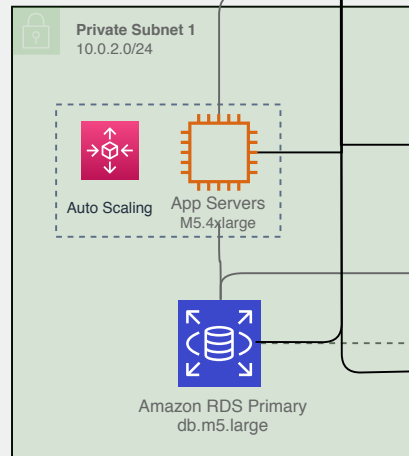 Private Subnet 1
10.0.2.0/24
Auto Scaling
App Servers
M5.4xlarge
Amazon RDS Primary
db.m5.large